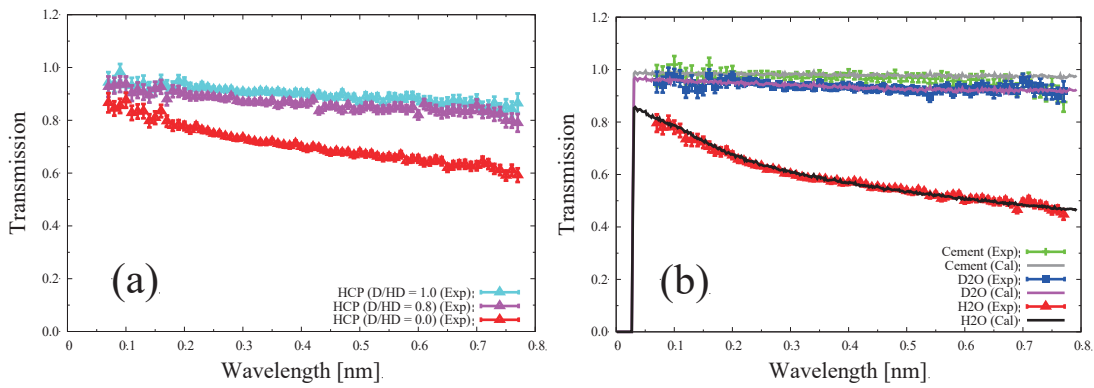 1.2
1.0
0.8
0.6
0.4
0.2
0.0
Transmission
(a)
HCP (D/HD = 1.0) (Exp);
HCP (D/HD = 0.8) (Exp);
HCP (D/HD = 0.0) (Exp);
0 0.1 0.2 0.3 0.4 0.5 0.6 0.7 0.8.
Wavelength [nm].
1.2
1.0
0.8
0.6
0.4
0.2
0.0
Transmission
(b)
Cement (Exp);
Cement (Cal);
D2O (Exp);
D2O (Cal);
H2O (Exp);
H2O (Cal);
0 0.1 0.2 0.3 0.4 0.5 0.6 0.7 0.8.
Wavelength [nm].